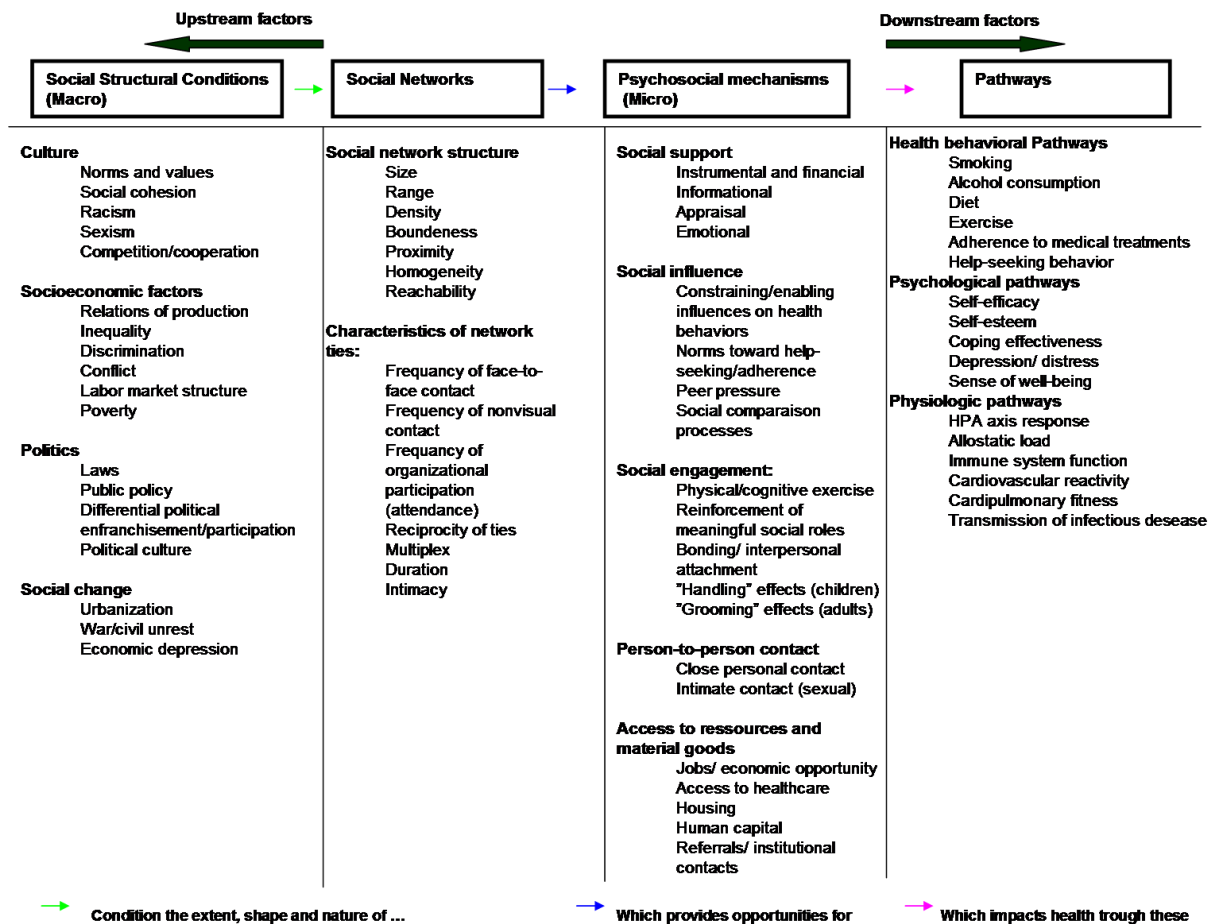 Upstream factors
Downstream factors
Social Structural Conditions
(Macro)
Social Networks
Psychosocial mechanisms
(Micro)
Pathways
Culture
Norms and values
Social cohesion
Racism
Sexism
Competition/cooperation
Socioeconomic factors
Relations of production
Inequality
Discrimination
Conflict
Labor market structure
Poverty
Politics
Laws
Public policy
Differential political
enfranchisement/participation
Political culture
Social change
Urbanization
War/civil unrest
Economic depression
Social network structure
Size
Range
Density
Boundeness
Proximity
Homogeneity
Reachability
Characteristics of network
ties:
Frequancy of face-to-
face contact
Frequency of nonvisual
contact
Frequency of
organizational
participation
(attendance)
Reciprocity of ties
Multiplex
Duration
Intimacy
Social support
Instrumental and financial
Informational
Appraisal
Emotional
Social influence
Constraining/enabling
influences on health
behaviors
Norms toward help-
seeking/adherence
Peer pressure
Social comparaison
processes
Social engagement:
Physical/cognitive exercise
Reinforcement of
meaningful social roles
Bonding/ interpersonal
attachment
"Handling" effects (children)
"Grooming" effects (adults)
Person-to-person contact
Close personal contact
Intimate contact (sexual)
Access to ressources and
material goods
Jobs/ economic opportunity
Access to healthcare
Housing
Human capital
Referrals/ institutional
contacts
Health behavioral Pathways
Smoking
Alcohol consumption
Diet
Exercise
Adherence to medical treatments
Help-seeking behavior
Psychological pathways
Self-efficacy
Self-esteem
Coping effectiveness
Depression/ distress
Sense of well-being
Physiologic pathways
HPA axis response
Allostatic load
Immune system function
Cardiovascular reactivity
Cardipulmonary fitness
Transmission of infectious desease
Condition the extent, shape and nature of ...
Which provides opportunities for
Which impacts health trough these